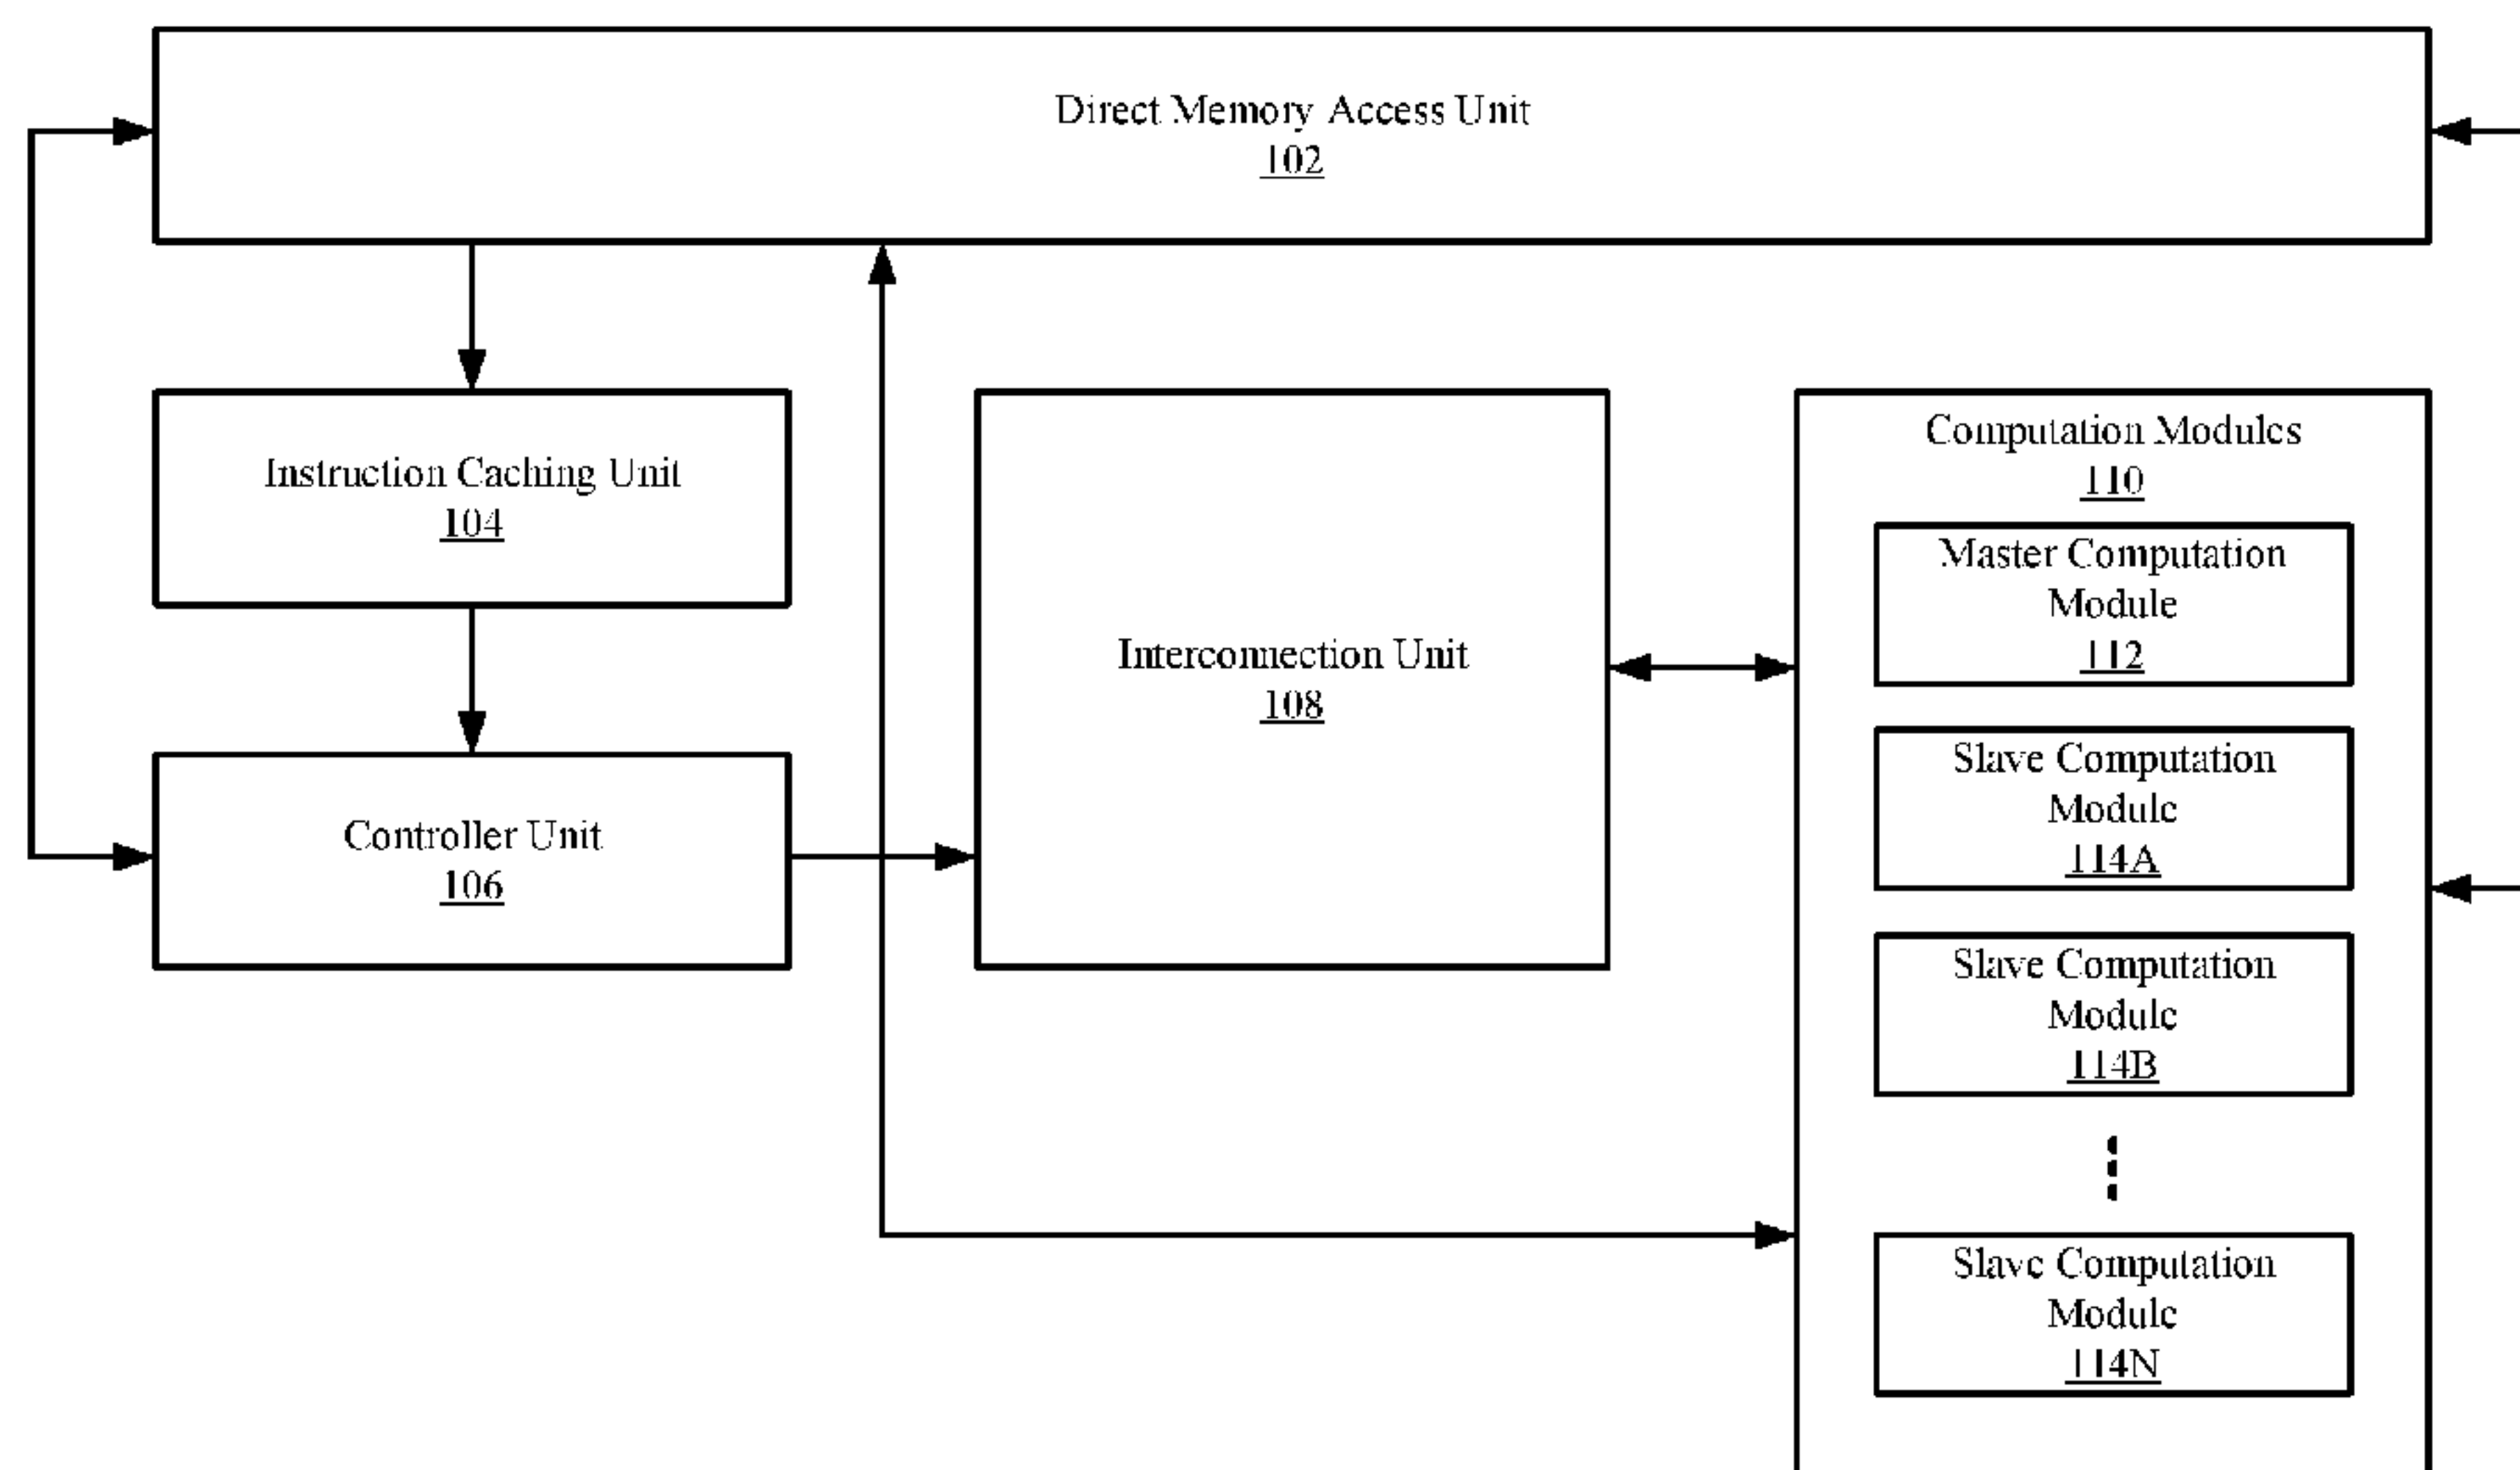 Direct Memory Access Unit
102
Instruction Caching Unit
104
Controller Unit
106
Interconnection Unit
108
Computation Modules
110
Master Computation
Module
112
Slave Computation
Module
114A
Slave Computation
Module
114B
Slave Computation
Module
114N